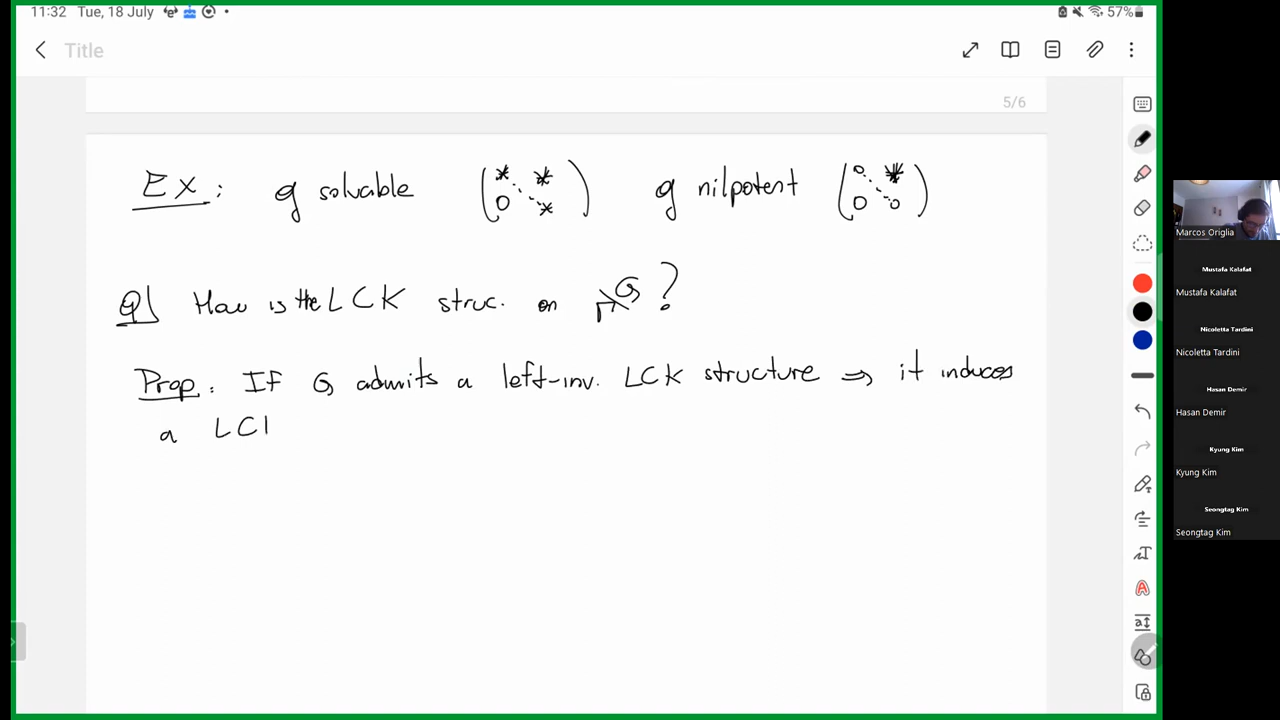 11:32 Tue, 18 July
57%
Title
5/6
Ex: g solvable (* * 0 *) g nilpotent (0 * 0 0)
Q| How is the LCK struc. on Γ\G?
Prop: If G admits a left-inv. LCK structure ⇒ it induces
a LCI
Marcos Origlia
Mustafa Kalafat
Mustafa Kalafat
Nicoletta Tardini
Nicoletta Tardini
Hasan Demir
Hasan Demir
Kyung Kim
Kyung Kim
Seongtag Kim
Seongtag Kim